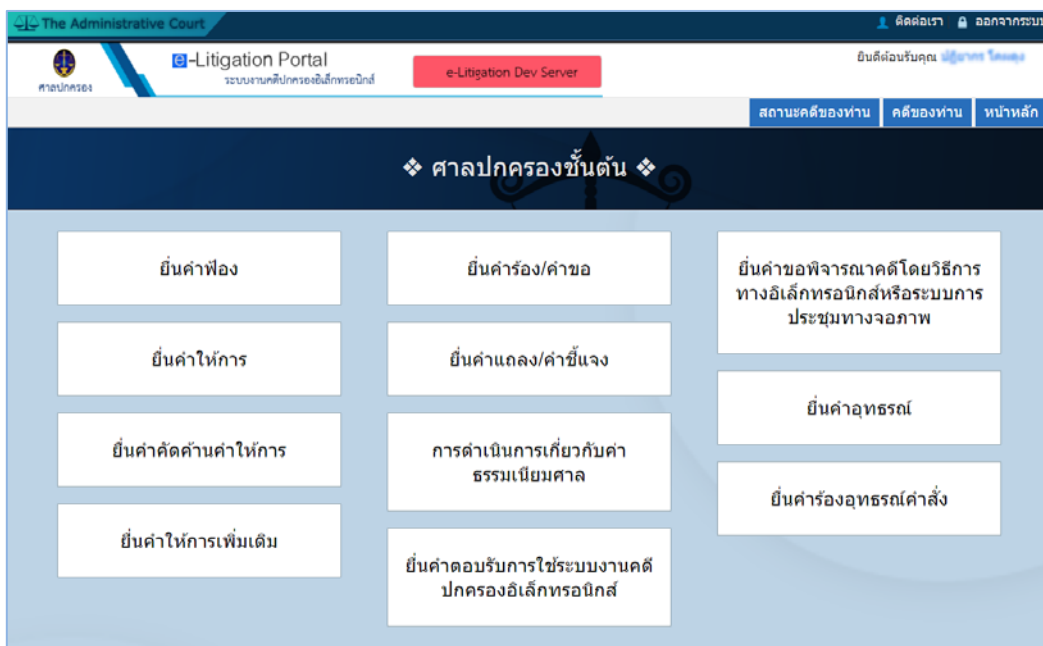 The Administrative Court
ติดต่อเรา ออกจากระบบ
ศาลปกครอง
e-Litigation Portal
ระบบงานคดีปกครองอิเล็กทรอนิกส์
e-Litigation Dev Server
ยินดีต้อนรับคุณ
สถานะคดีของท่าน คดีของท่าน หน้าหลัก
❖ ศาลปกครองชั้นต้น ❖
ยื่นคำฟ้อง
ยื่นคำให้การ
ยื่นคำคัดค้านคำให้การ
ยื่นคำให้การเพิ่มเติม
ยื่นคำร้อง/คำขอ
ยื่นคำแถลง/คำชี้แจง
การดำเนินการเกี่ยวกับค่า
ธรรมเนียมศาล
ยื่นคำตอบรับการใช้ระบบงานคดี
ปกครองอิเล็กทรอนิกส์
ยื่นคำขอพิจารณาคดีโดยวิธีการ
ทางอิเล็กทรอนิกส์หรือระบบการ
ประชุมทางจอภาพ
ยื่นคำอุทธรณ์
ยื่นคำร้องอุทธรณ์คำสั่ง